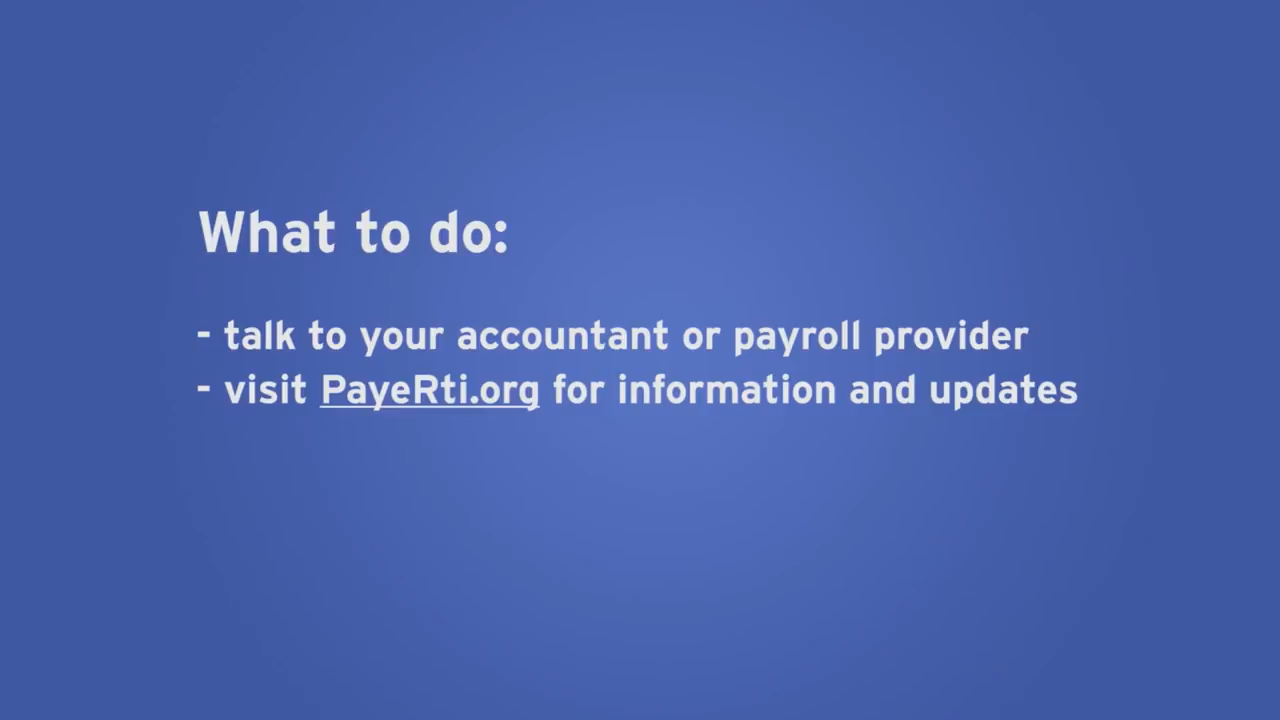 What to do:
- talk to your accountant or payroll provider
- visit PayeRti.org for information and updates